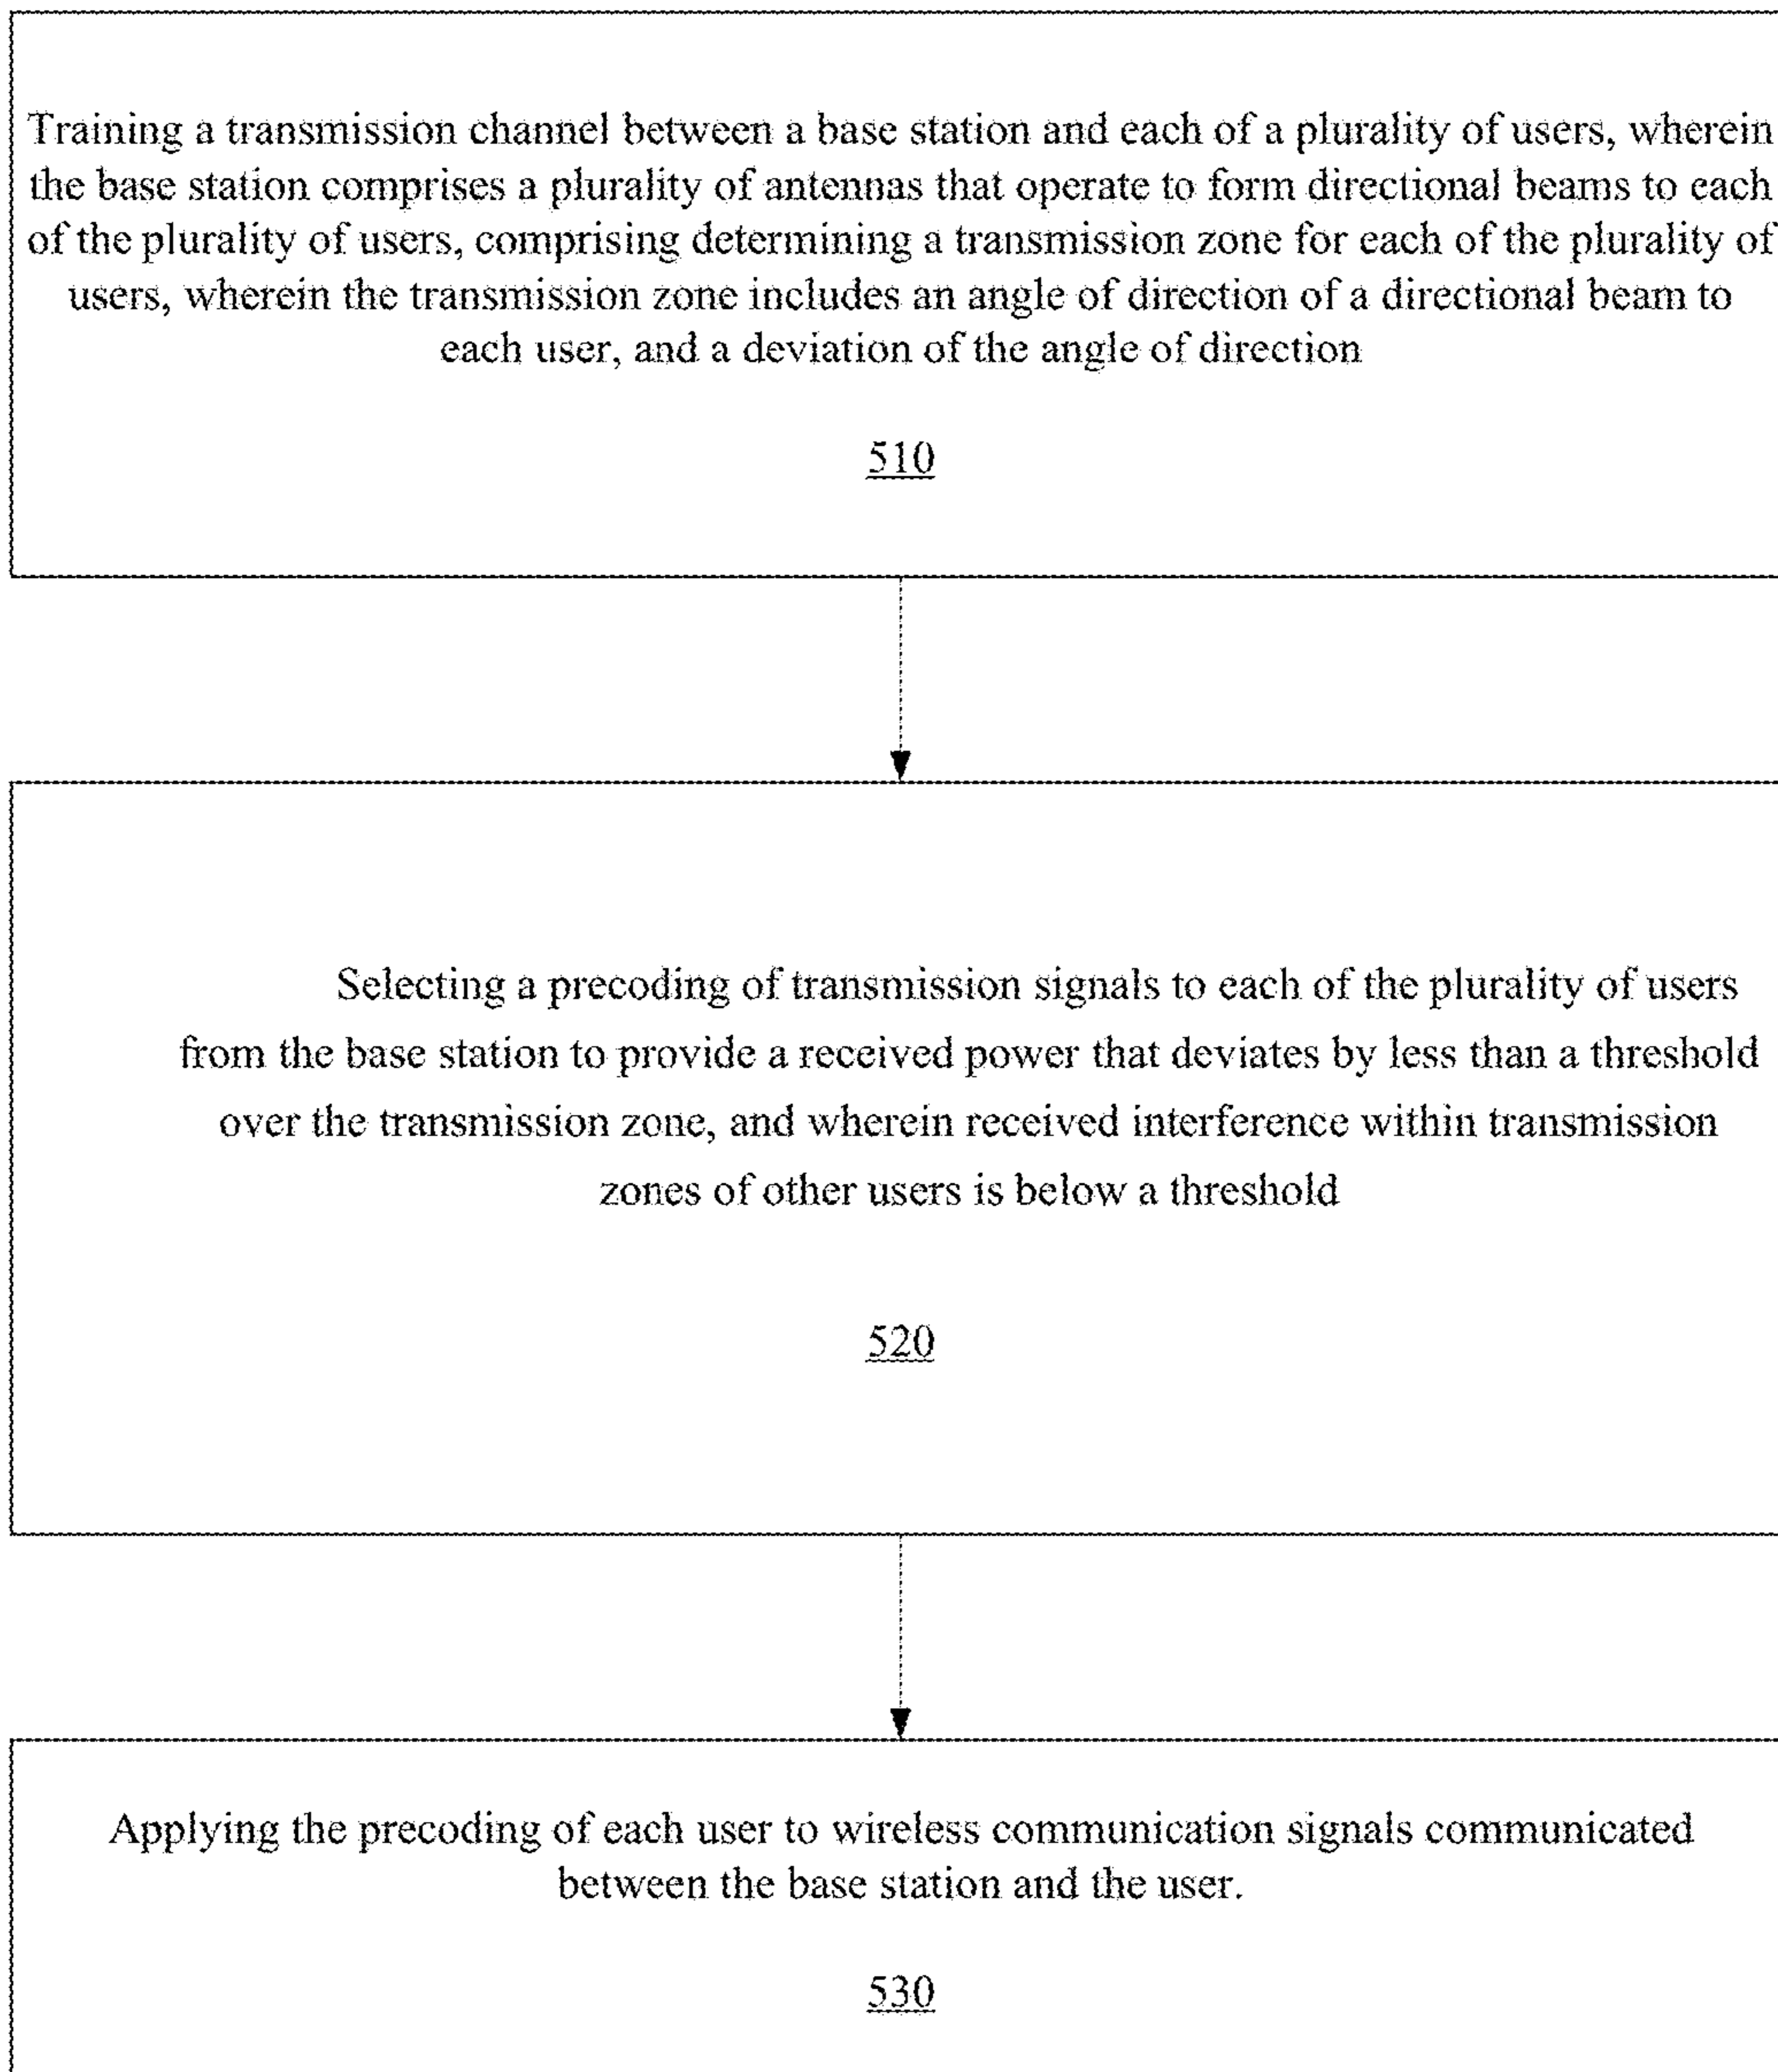 Training a transmission channel between a base station and each of a plurality of users, wherein
the base station comprises a plurality of antennas that operate to form directional beams to each
of the plurality of users, comprising determining a transmission zone for each of the plurality of
users, wherein the transmission zone includes an angle of direction of a directional beam to
each user, and a deviation of the angle of direction
510
Selecting a precoding of transmission signals to each of the plurality of users
from the base station to provide a received power that deviates by less than a threshold
over the transmission zone, and wherein received interference within transmission
zones of other users is below a threshold
520
Applying the precoding of each user to wireless communication signals communicated
between the base station and the user.
530